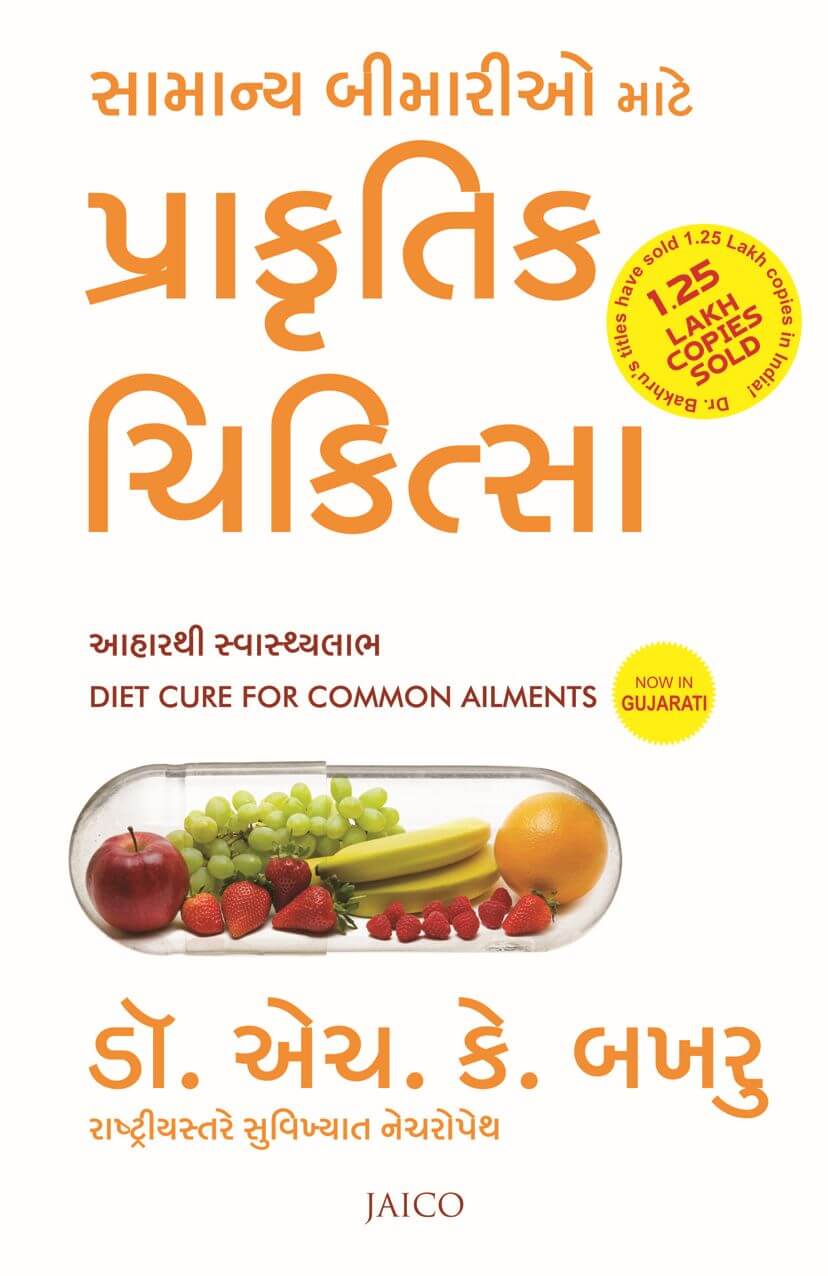 સામાન્ય બીમારીઓ માટે
પ્રાકૃતિક
ચિકિત્સા
Dr. Bakhru's titles have sold 1.25 Lakh copies in India!
1.25
LAKH
COPIES
SOLD
આહારથી સ્વાસ્થ્યલાભ
DIET CURE FOR COMMON AILMENTS
NOW IN
GUJARATI
ડૉ. એચ. કે. બખરુ
રાષ્ટ્રીયસ્તરે સુવિખ્યાત નેચરોપેથ
JAICO